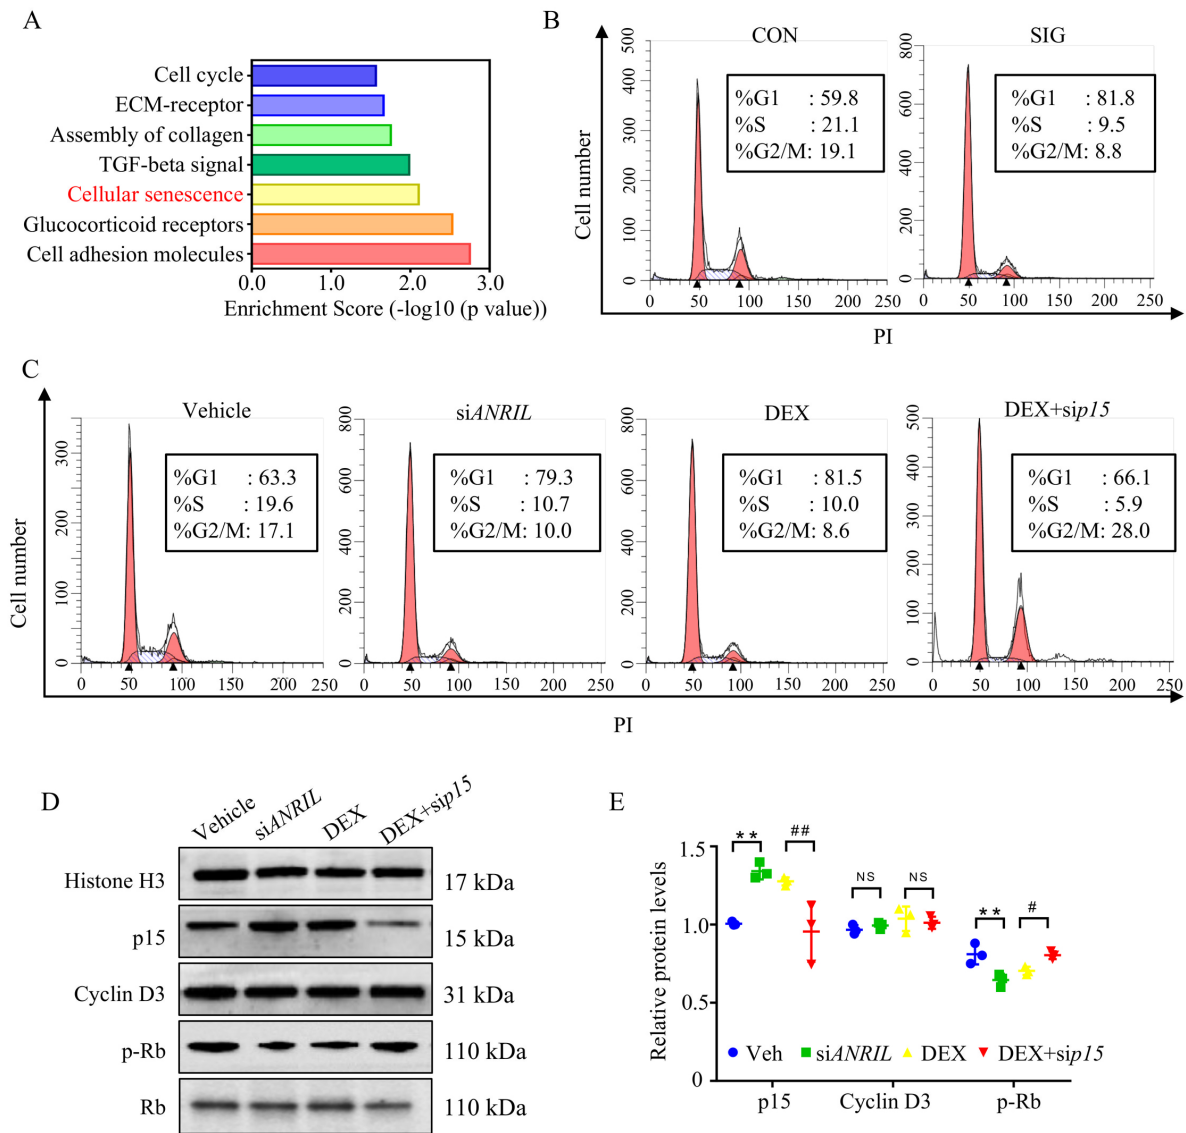 A
Cell cycle
ECM-receptor
Assembly of collagen
TGF-beta signal
Cellular senescence
Glucocorticoid receptors
Cell adhesion molecules
0.0 1.0 2.0 3.0
Enrichment Score (-log10 (p value))
B
CON
SIG
Cell number
500
400
300
200
100
0
0 50 100 150 200 250
%G1 : 59.8
%S : 21.1
%G2/M: 19.1
800
600
400
200
0
0 50 100 150 200 250
%G1 : 81.8
%S : 9.5
%G2/M: 8.8
PI
C
Cell number
Vehicle
300
200
100
0
0 50 100 150 200 250
%G1 : 63.3
%S : 19.6
%G2/M: 17.1
siANRIL
800
600
400
200
0
0 50 100 150 200 250
%G1 : 79.3
%S : 10.7
%G2/M: 10.0
DEX
800
600
400
200
0
0 50 100 150 200 250
%G1 : 81.5
%S : 10.0
%G2/M: 8.6
DEX+sip15
500
400
300
200
100
0
0 50 100 150 200 250
%G1 : 66.1
%S : 5.9
%G2/M: 28.0
PI
D
Vehicle siANRIL DEX DEX+sip15
Histone H3 17 kDa
p15 15 kDa
Cyclin D3 31 kDa
p-Rb 110 kDa
Rb 110 kDa
E
Relative protein levels
1.5
1.0
0.5
0
** ##
NS NS
** #
Veh siANRIL DEX DEX+sip15
p15 Cyclin D3 p-Rb